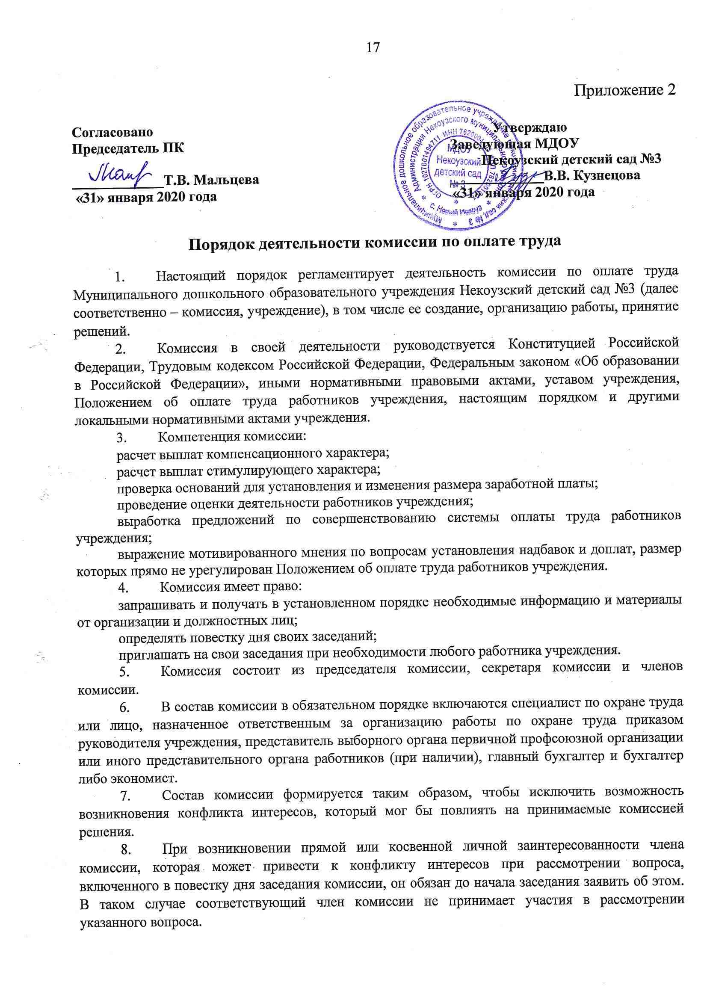 17
Приложение 2
Согласовано
Председатель ПК
Т.В. Мальцева
«31» января 2020 года
Утверждаю
Заведующая МДОУ
Некоузский детский сад №3
В.В. Кузнецова
«31» января 2020 года
Муниципальное дошкольное образовательное учреждение Некоузский детский сад № 3
Администрации Некоузского муниципального района
ОГРН 1027601494711 ИНН 7620004
с. Новый Некоуз
МДОУ
Некоузский
детский сад
№ 3
Порядок деятельности комиссии по оплате труда
1. Настоящий порядок регламентирует деятельность комиссии по оплате труда
Муниципального дошкольного образовательного учреждения Некоузский детский сад №3 (далее
соответственно – комиссия, учреждение), в том числе ее создание, организацию работы, принятие
решений.
2. Комиссия в своей деятельности руководствуется Конституцией Российской
Федерации, Трудовым кодексом Российской Федерации, Федеральным законом «Об образовании
в Российской Федерации», иными нормативными правовыми актами, уставом учреждения,
Положением об оплате труда работников учреждения, настоящим порядком и другими
локальными нормативными актами учреждения.
3. Компетенция комиссии:
расчет выплат компенсационного характера;
расчет выплат стимулирующего характера;
проверка оснований для установления и изменения размера заработной платы;
проведение оценки деятельности работников учреждения;
выработка предложений по совершенствованию системы оплаты труда работников
учреждения;
выражение мотивированного мнения по вопросам установления надбавок и доплат, размер
которых прямо не урегулирован Положением об оплате труда работников учреждения.
4. Комиссия имеет право:
запрашивать и получать в установленном порядке необходимые информацию и материалы
от организации и должностных лиц;
определять повестку дня своих заседаний;
приглашать на свои заседания при необходимости любого работника учреждения.
5. Комиссия состоит из председателя комиссии, секретаря комиссии и членов
комиссии.
6. В состав комиссии в обязательном порядке включаются специалист по охране труда
или лицо, назначенное ответственным за организацию работы по охране труда приказом
руководителя учреждения, представитель выборного органа первичной профсоюзной организации
или иного представительного органа работников (при наличии), главный бухгалтер и бухгалтер
либо экономист.
7. Состав комиссии формируется таким образом, чтобы исключить возможность
возникновения конфликта интересов, который мог бы повлиять на принимаемые комиссией
решения.
8. При возникновении прямой или косвенной личной заинтересованности члена
комиссии, которая может привести к конфликту интересов при рассмотрении вопроса,
включенного в повестку дня заседания комиссии, он обязан до начала заседания заявить об этом.
В таком случае соответствующий член комиссии не принимает участия в рассмотрении
указанного вопроса.